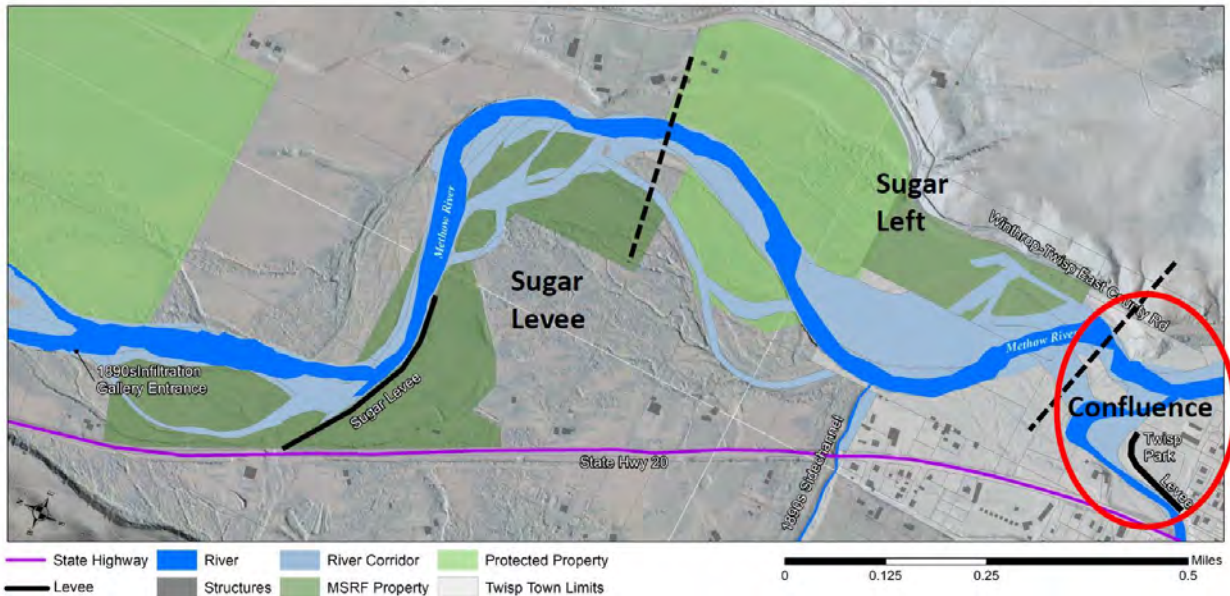 Sugar
Left
Winthrop-Twisp East County Rd
Methow River
Sugar
Levee
Methow River
1890sInfiltration
Gallery Entrance
Sugar Levee
Confluence
Twisp
Park
Levee
State Hwy 20
1890s Sidechannel
State Highway
River
River Corridor
Protected Property
Levee
Structures
MSRF Property
Twisp Town Limits
Miles
0 0.125 0.25 0.5